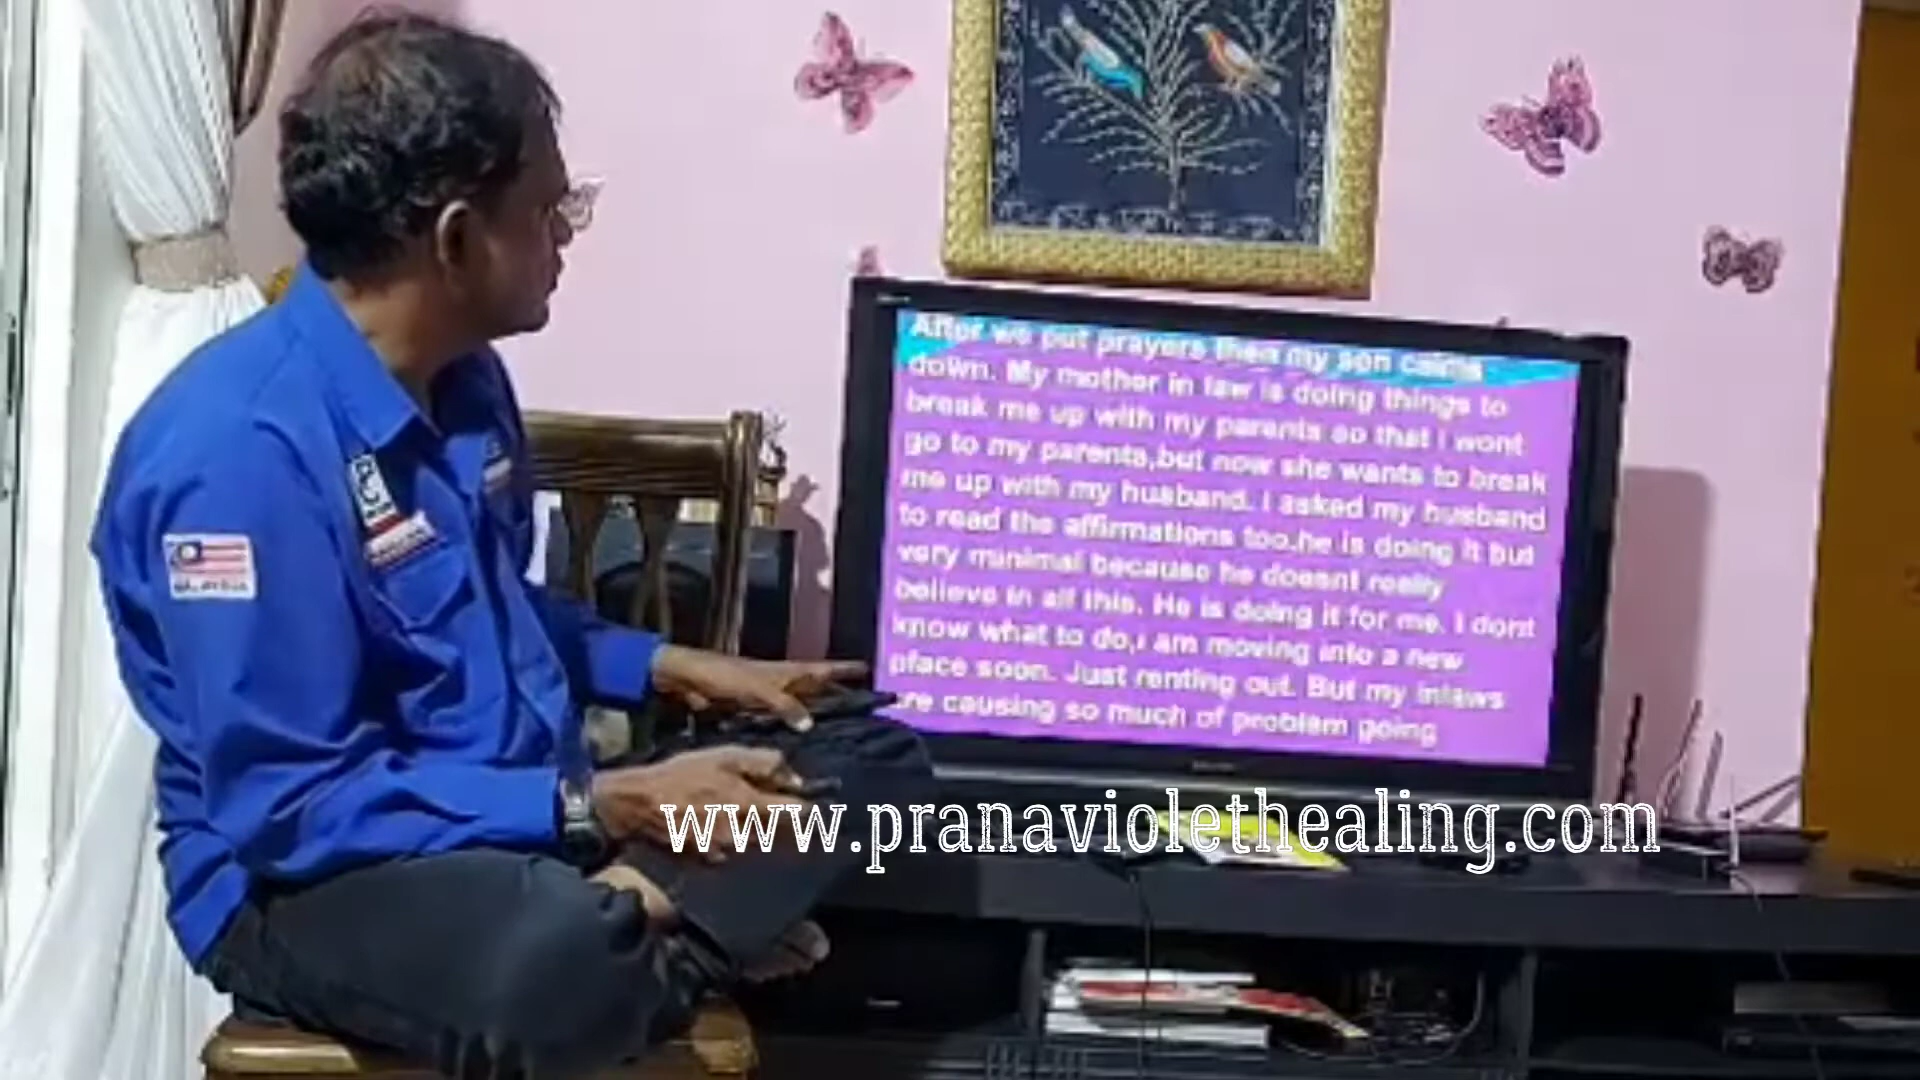 After we put prayers then my son calms
down. My mother in law is doing things to
break me up with my parents so that I wont
go to my parents,but now she wants to break
me up with my husband. I asked my husband
to read the affirmations too.he is doing it but
very minimal because he doesnt really
believe in all this. He is doing it for me. I dont
know what to do,i am moving into a new
place soon. Just renting out. But my inlaws
are causing so much of problem going
MALAYSIA
www.pranaviolethealing.com